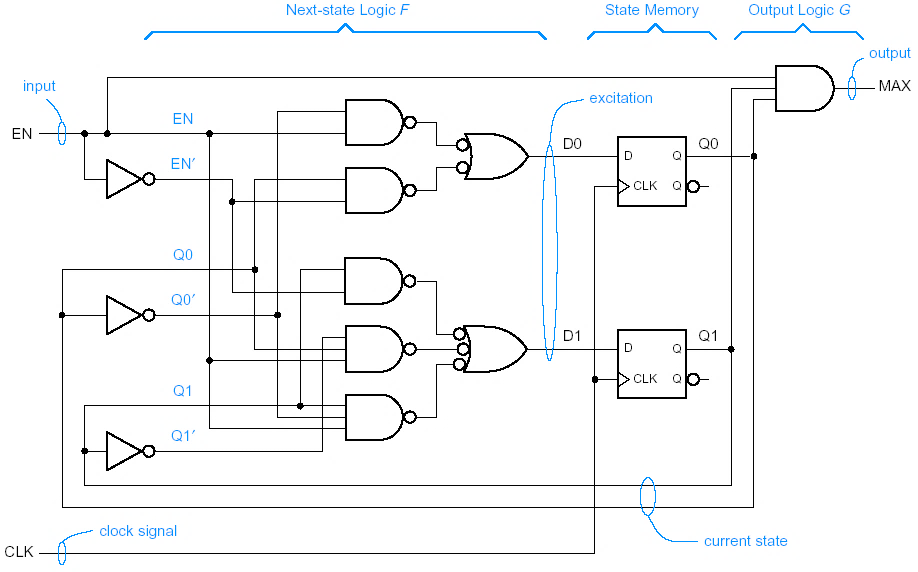 Next-state Logic F
State Memory
Output Logic G
input
output
excitation
EN
EN
MAX
EN′
D0
D Q
Q0
CLK Q
Q0
Q0′
D1
D Q
Q1
CLK Q
Q1
Q1′
clock signal
current state
CLK